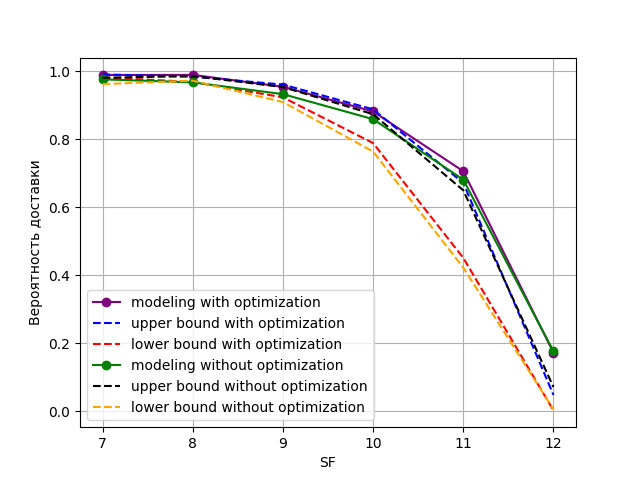 1.0
0.8
0.6
0.4
0.2
0.0
Вероятность доставки
modeling with optimization
upper bound with optimization
lower bound with optimization
modeling without optimization
upper bound without optimization
lower bound without optimization
7 8 9 10 11 12
SF